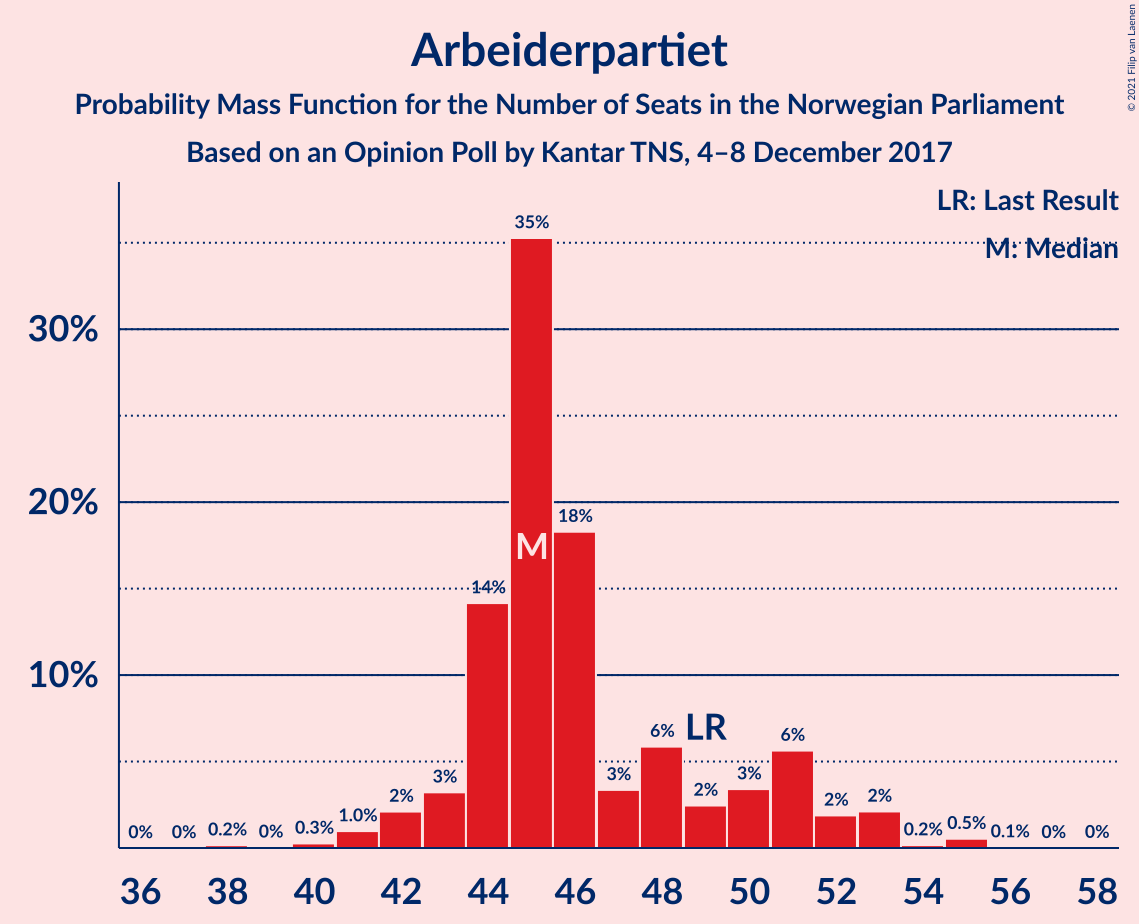 Arbeiderpartiet
Probability Mass Function for the Number of Seats in the Norwegian Parliament
Based on an Opinion Poll by Kantar TNS, 4–8 December 2017
© 2021 Filip van Laenen
LR: Last Result
M: Median
30%
20%
10%
0%
0%
0.2%
0%
0.3%
1.0%
2%
3%
14%
35%
M
18%
3%
6%
LR
2%
3%
6%
2%
2%
0.2%
0.5%
0.1%
0%
0%
36 38 40 42 44 46 48 50 52 54 56 58